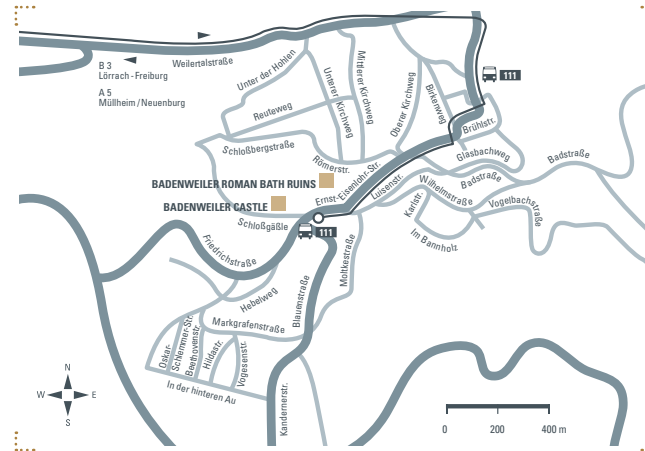 Weilertalstraße
B 3
Lörrach - Freiburg
A 5
Müllheim / Neuenburg
111
Unter der Hohlen
Unterer Kirchweg
Mittlerer Kirchweg
Oberer Kirchweg
Birkenweg
Brühlstr.
Reuteweg
Schloßbergstraße
Römerstr.
Glasbachweg
Badstraße
Badstraße
BADENWEILER ROMAN BATH RUINS
Ernst-Eisenlohr-Str.
Luisenstr.
Wilhelmstraße
BADENWEILER CASTLE
Karlstr.
Vogelbachstraße
Schloßgäßle
111
Im Bannholz
Friedrichstraße
Moltkestraße
Hebelweg
Blauenstraße
Markgrafenstraße
Oskar-
Schlemmer-Str.
Beethovenstr.
Hildastr.
Vogesenstr.
In der hinteren Au
Kandernerstr.
N
W
E
S
0
200
400 m